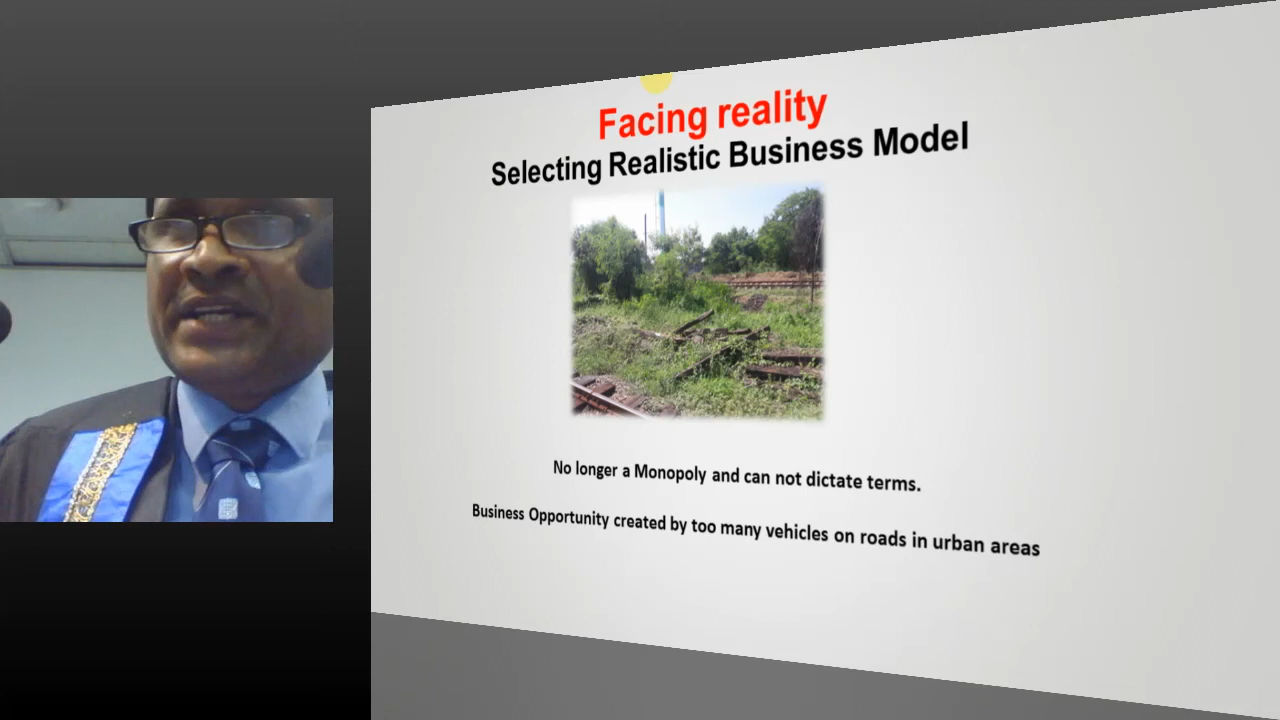 Facing reality
Selecting Realistic Business Model
No longer a Monopoly and can not dictate terms.
Business Opportunity created by too many vehicles on roads in urban areas